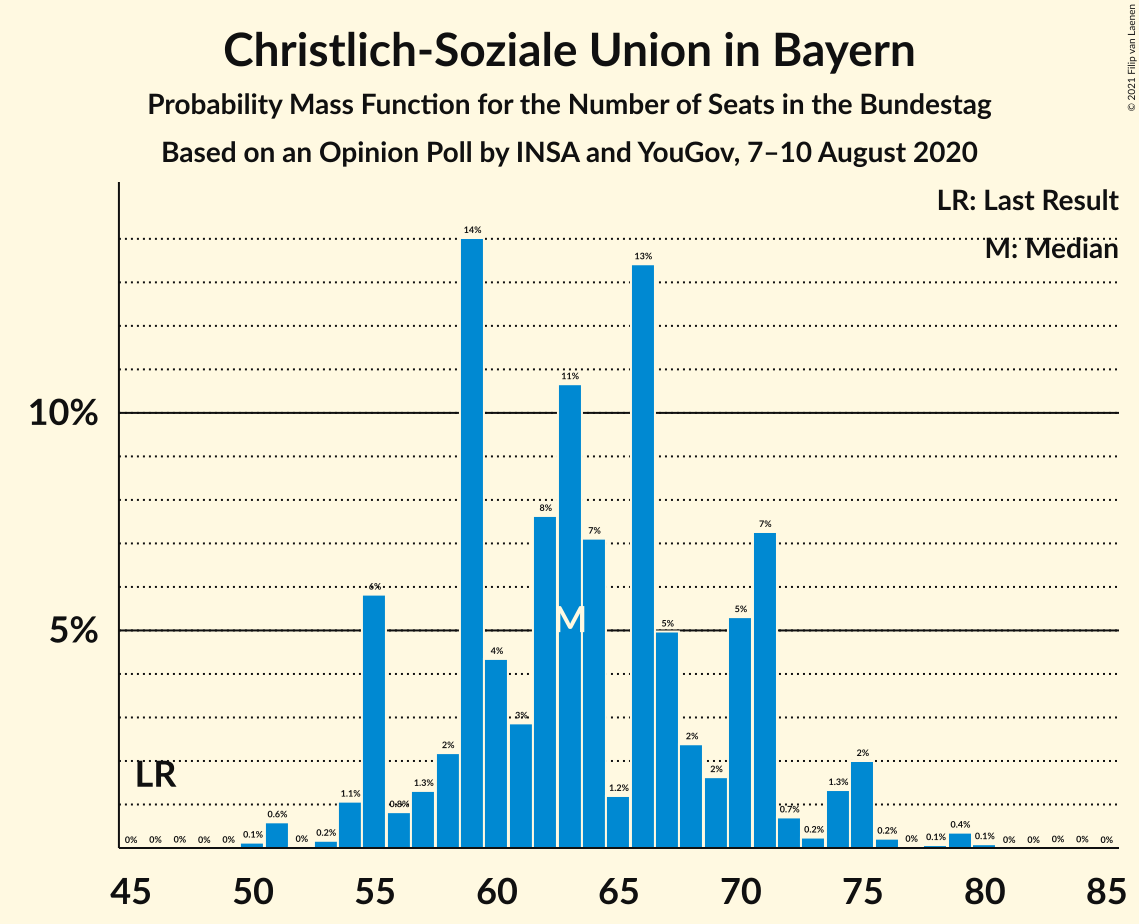 Christlich-Soziale Union in Bayern
Probability Mass Function for the Number of Seats in the Bundestag
Based on an Opinion Poll by INSA and YouGov, 7–10 August 2020
© 2021 Filip van Laenen
LR: Last Result
M: Median
14%
13%
11%
10%
8%
7%
7%
6%
5%
5%
5%
M
4%
3%
2%
2%
2%
2%
LR
1.1%
0.8%
1.3%
1.2%
0.7%
1.3%
0% 0% 0% 0% 0% 0.1% 0.6% 0% 0.2% 0.2% 0.2% 0% 0.1% 0.4% 0.1% 0% 0% 0% 0% 0%
45 50 55 60 65 70 75 80 85